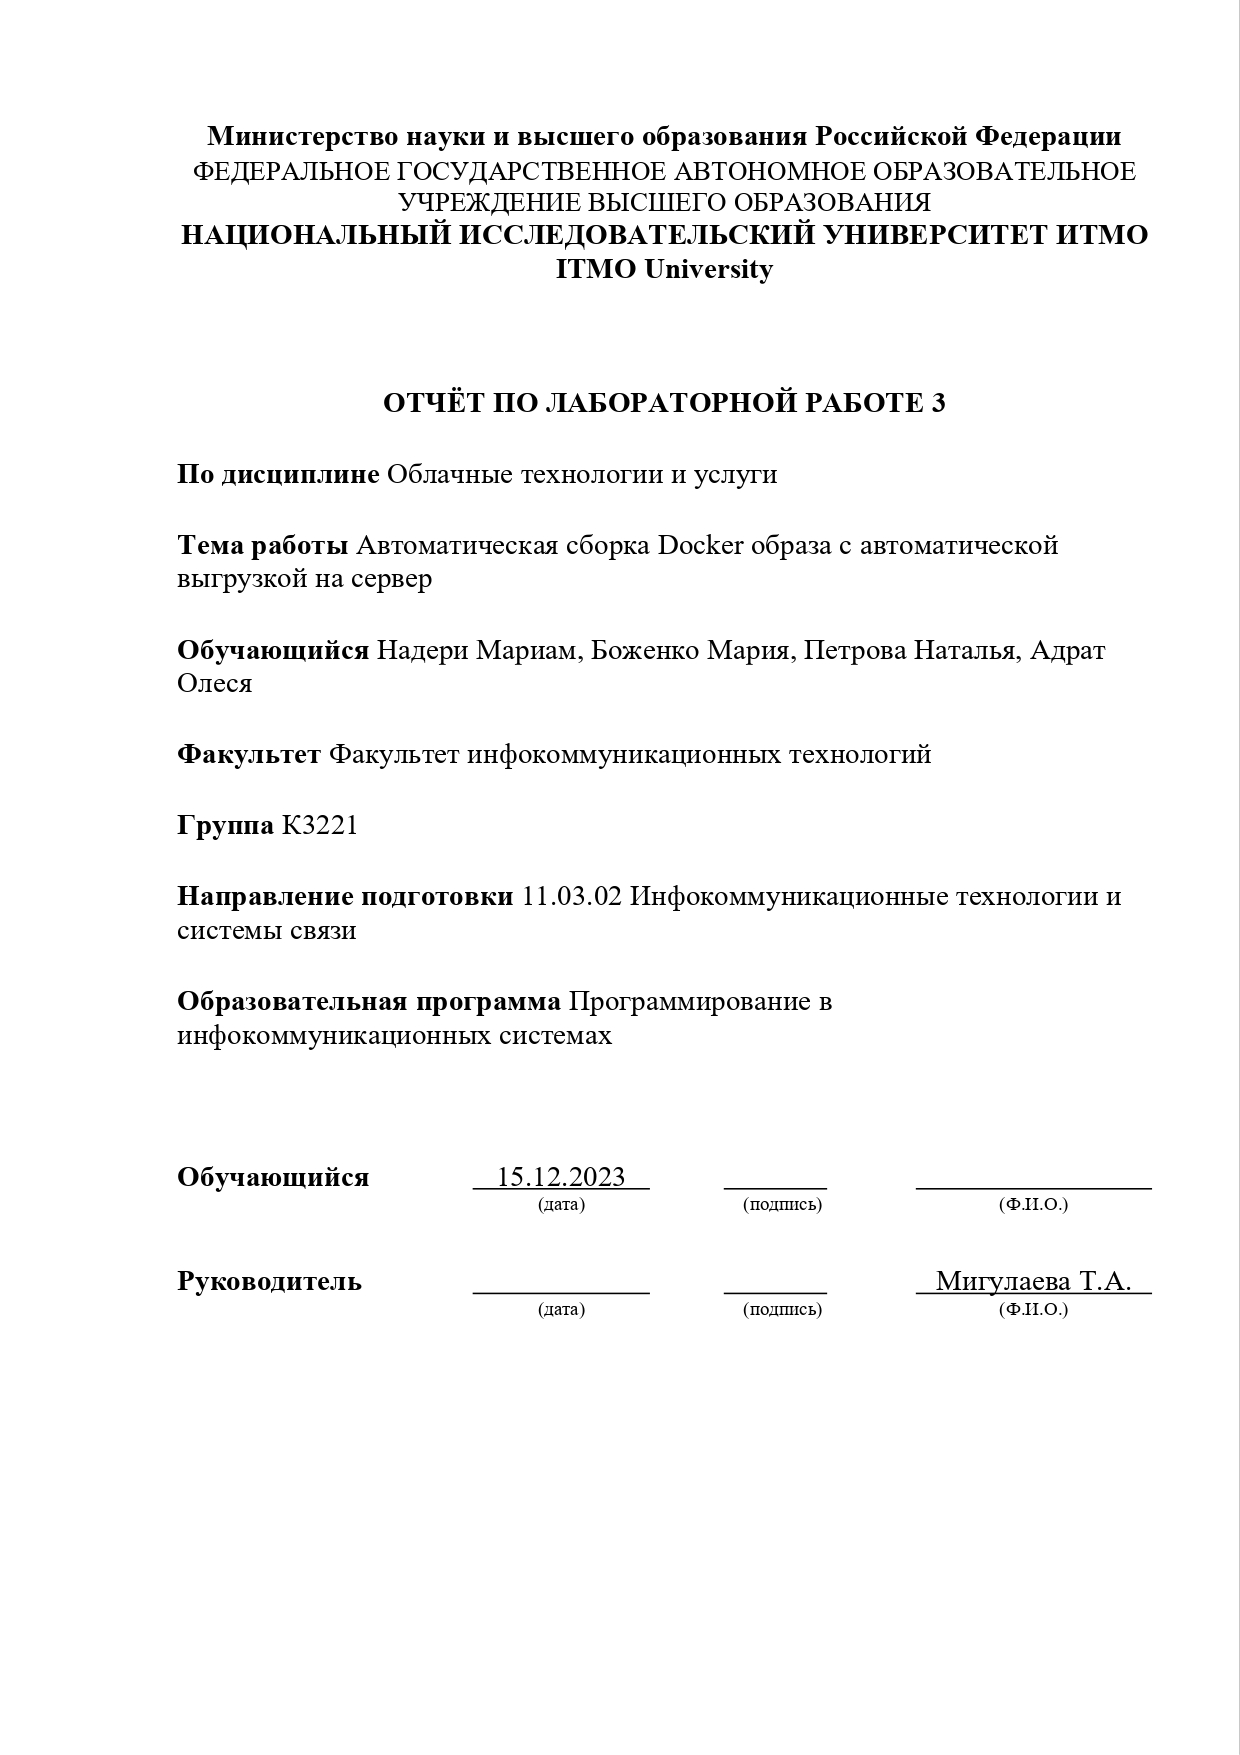 Министерство науки и высшего образования Российской Федерации
ФЕДЕРАЛЬНОЕ ГОСУДАРСТВЕННОЕ АВТОНОМНОЕ ОБРАЗОВАТЕЛЬНОЕ
УЧРЕЖДЕНИЕ ВЫСШЕГО ОБРАЗОВАНИЯ
НАЦИОНАЛЬНЫЙ ИССЛЕДОВАТЕЛЬСКИЙ УНИВЕРСИТЕТ ИТМО
ITMO University
ОТЧЁТ ПО ЛАБОРАТОРНОЙ РАБОТЕ 3
По дисциплине Облачные технологии и услуги
Тема работы Автоматическая сборка Docker образа с автоматической
выгрузкой на сервер
Обучающийся Надери Мариам, Боженко Мария, Петрова Наталья, Адрат
Олеся
Факультет Факультет инфокоммуникационных технологий
Группа К3221
Направление подготовки 11.03.02 Инфокоммуникационные технологии и
системы связи
Образовательная программа Программирование в
инфокоммуникационных системах
Обучающийся 15.12.2023
(дата) (подпись) (Ф.И.О.)
Руководитель Мигулаева Т.А.
(дата) (подпись) (Ф.И.О.)